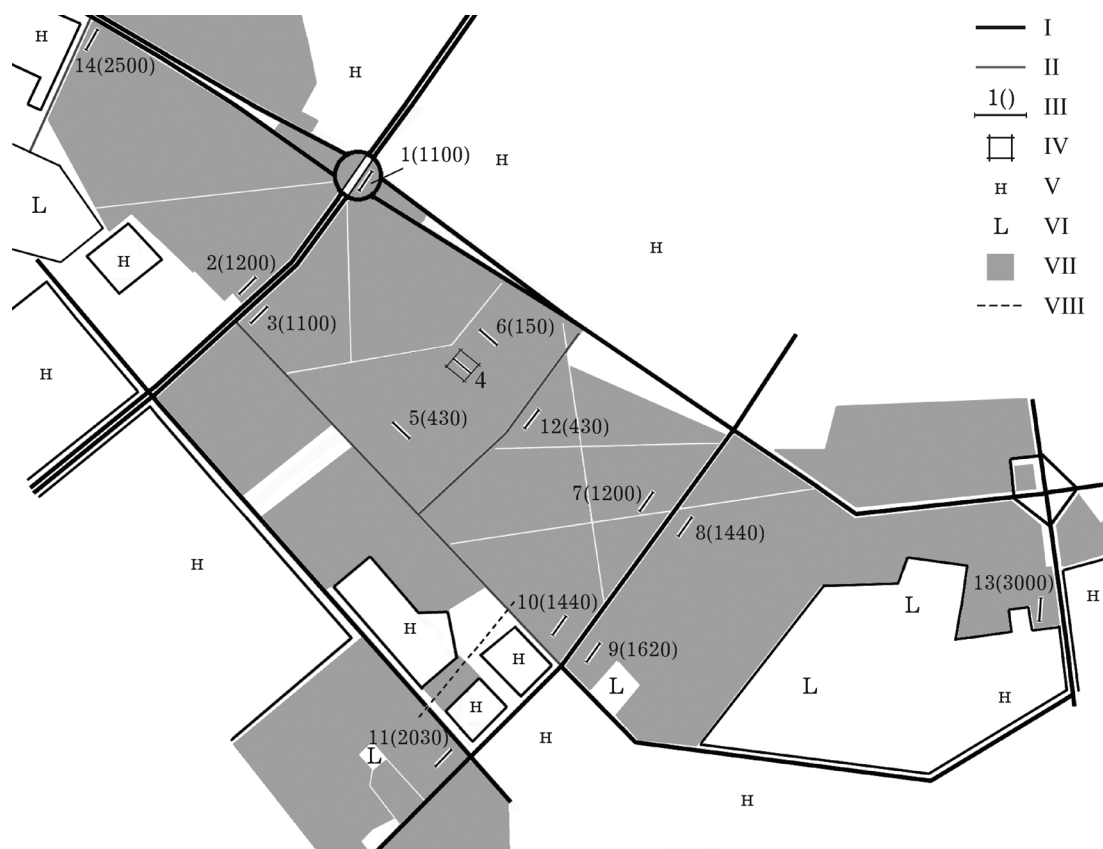 I
II
1()
III
IV
н
V
L
VI
VII
VIII
н
14(2500)
н
1(1100)
н
L
н
н
2(1200)
3(1100)
6(150)
н
4
5(430)
12(430)
7(1200)
8(1440)
н
13(3000)
н
L
10(1440)
н
9(1620)
н
L
L
н
н
11(2030)
н
L
н